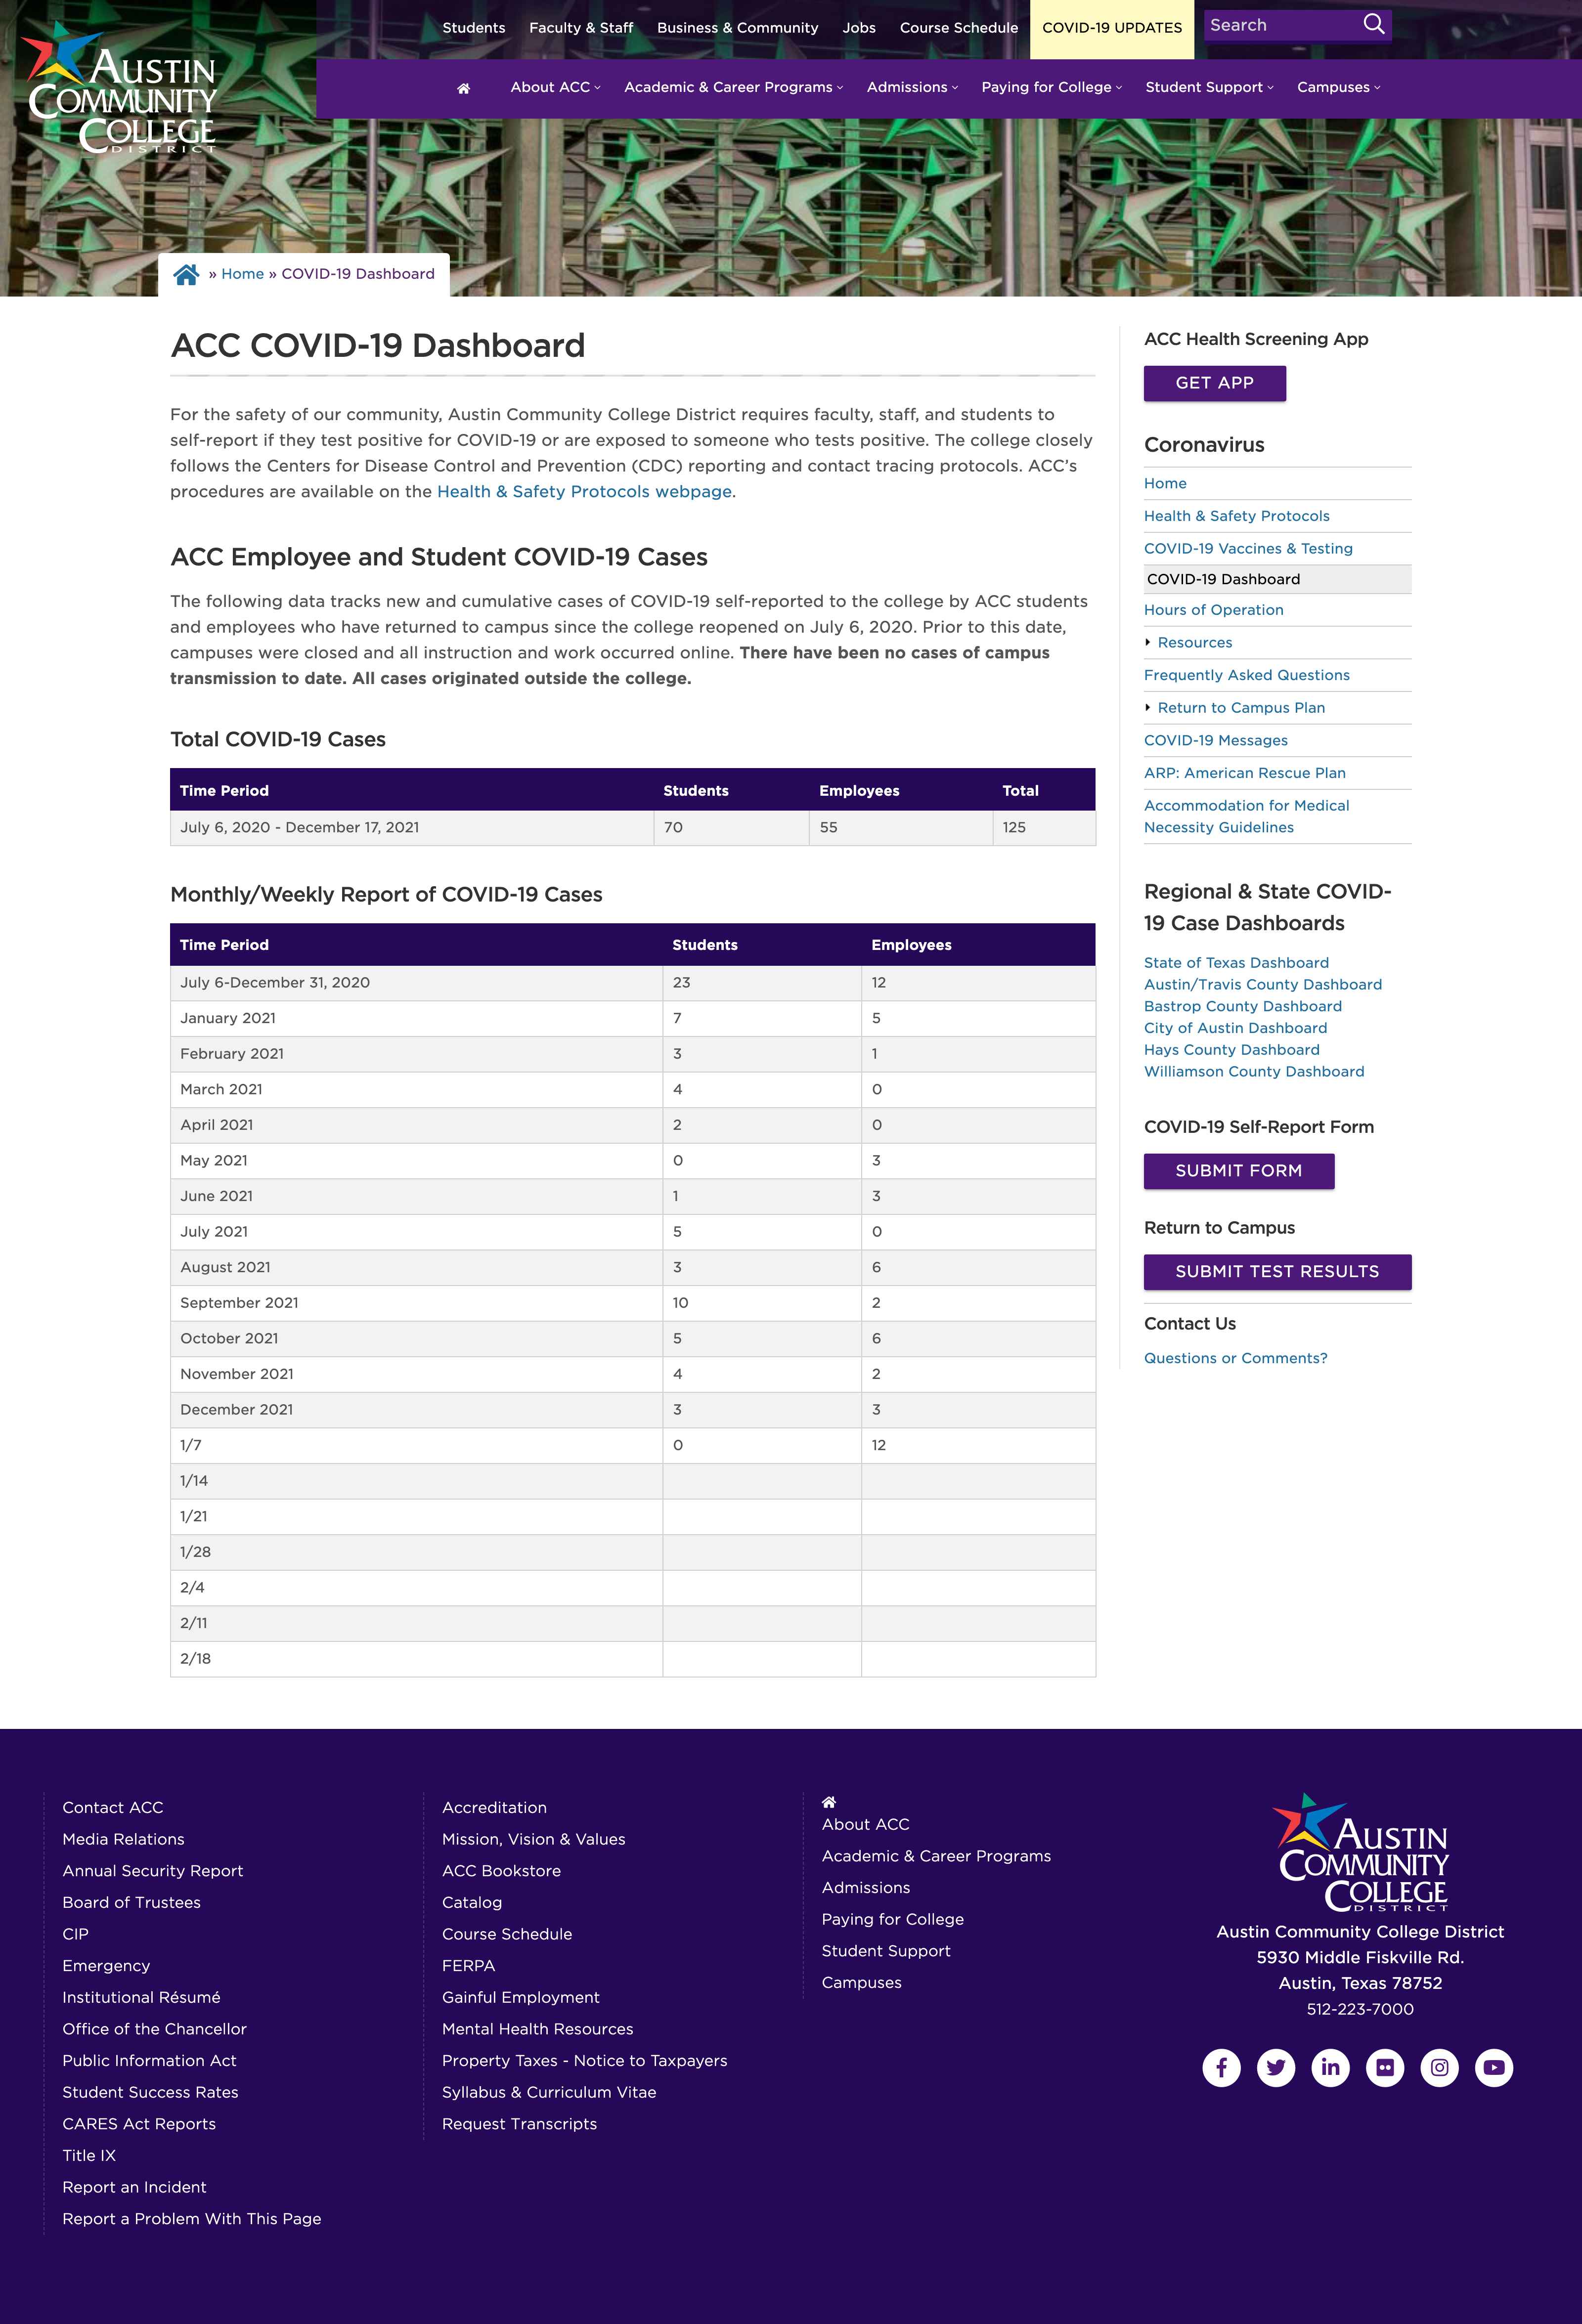 Students Faculty & Staff Business & Community Jobs Course Schedule COVID-19 UPDATES Search
AUSTIN
COMMUNITY
COLLEGE
DISTRICT
About ACC Academic & Career Programs Admissions Paying for College Student Support Campuses
» Home » COVID-19 Dashboard
ACC COVID-19 Dashboard
For the safety of our community, Austin Community College District requires faculty, staff, and students to
self-report if they test positive for COVID-19 or are exposed to someone who tests positive. The college closely
follows the Centers for Disease Control and Prevention (CDC) reporting and contact tracing protocols. ACC's
procedures are available on the Health & Safety Protocols webpage.
ACC Employee and Student COVID-19 Cases
The following data tracks new and cumulative cases of COVID-19 self-reported to the college by ACC students
and employees who have returned to campus since the college reopened on July 6, 2020. Prior to this date,
campuses were closed and all instruction and work occurred online. There have been no cases of campus
transmission to date. All cases originated outside the college.
Total COVID-19 Cases
Time Period Students Employees Total
July 6, 2020 - December 17, 2021 70 55 125
Monthly/Weekly Report of COVID-19 Cases
Time Period Students Employees
July 6-December 31, 2020 23 12
January 2021 7 5
February 2021 3 1
March 2021 4 0
April 2021 2 0
May 2021 0 3
June 2021 1 3
July 2021 5 0
August 2021 3 6
September 2021 10 2
October 2021 5 6
November 2021 4 2
December 2021 3 3
1/7 0 12
1/14
1/21
1/28
2/4
2/11
2/18
ACC Health Screening App
GET APP
Coronavirus
Home
Health & Safety Protocols
COVID-19 Vaccines & Testing
COVID-19 Dashboard
Hours of Operation
Resources
Frequently Asked Questions
Return to Campus Plan
COVID-19 Messages
ARP: American Rescue Plan
Accommodation for Medical
Necessity Guidelines
Regional & State COVID-
19 Case Dashboards
State of Texas Dashboard
Austin/Travis County Dashboard
Bastrop County Dashboard
City of Austin Dashboard
Hays County Dashboard
Williamson County Dashboard
COVID-19 Self-Report Form
SUBMIT FORM
Return to Campus
SUBMIT TEST RESULTS
Contact Us
Questions or Comments?
Contact ACC
Media Relations
Annual Security Report
Board of Trustees
CIP
Emergency
Institutional Résumé
Office of the Chancellor
Public Information Act
Student Success Rates
CARES Act Reports
Title IX
Report an Incident
Report a Problem With This Page
Accreditation
Mission, Vision & Values
ACC Bookstore
Catalog
Course Schedule
FERPA
Gainful Employment
Mental Health Resources
Property Taxes - Notice to Taxpayers
Syllabus & Curriculum Vitae
Request Transcripts
About ACC
Academic & Career Programs
Admissions
Paying for College
Student Support
Campuses
AUSTIN
COMMUNITY
COLLEGE
DISTRICT
Austin Community College District
5930 Middle Fiskville Rd.
Austin, Texas 78752
512-223-7000